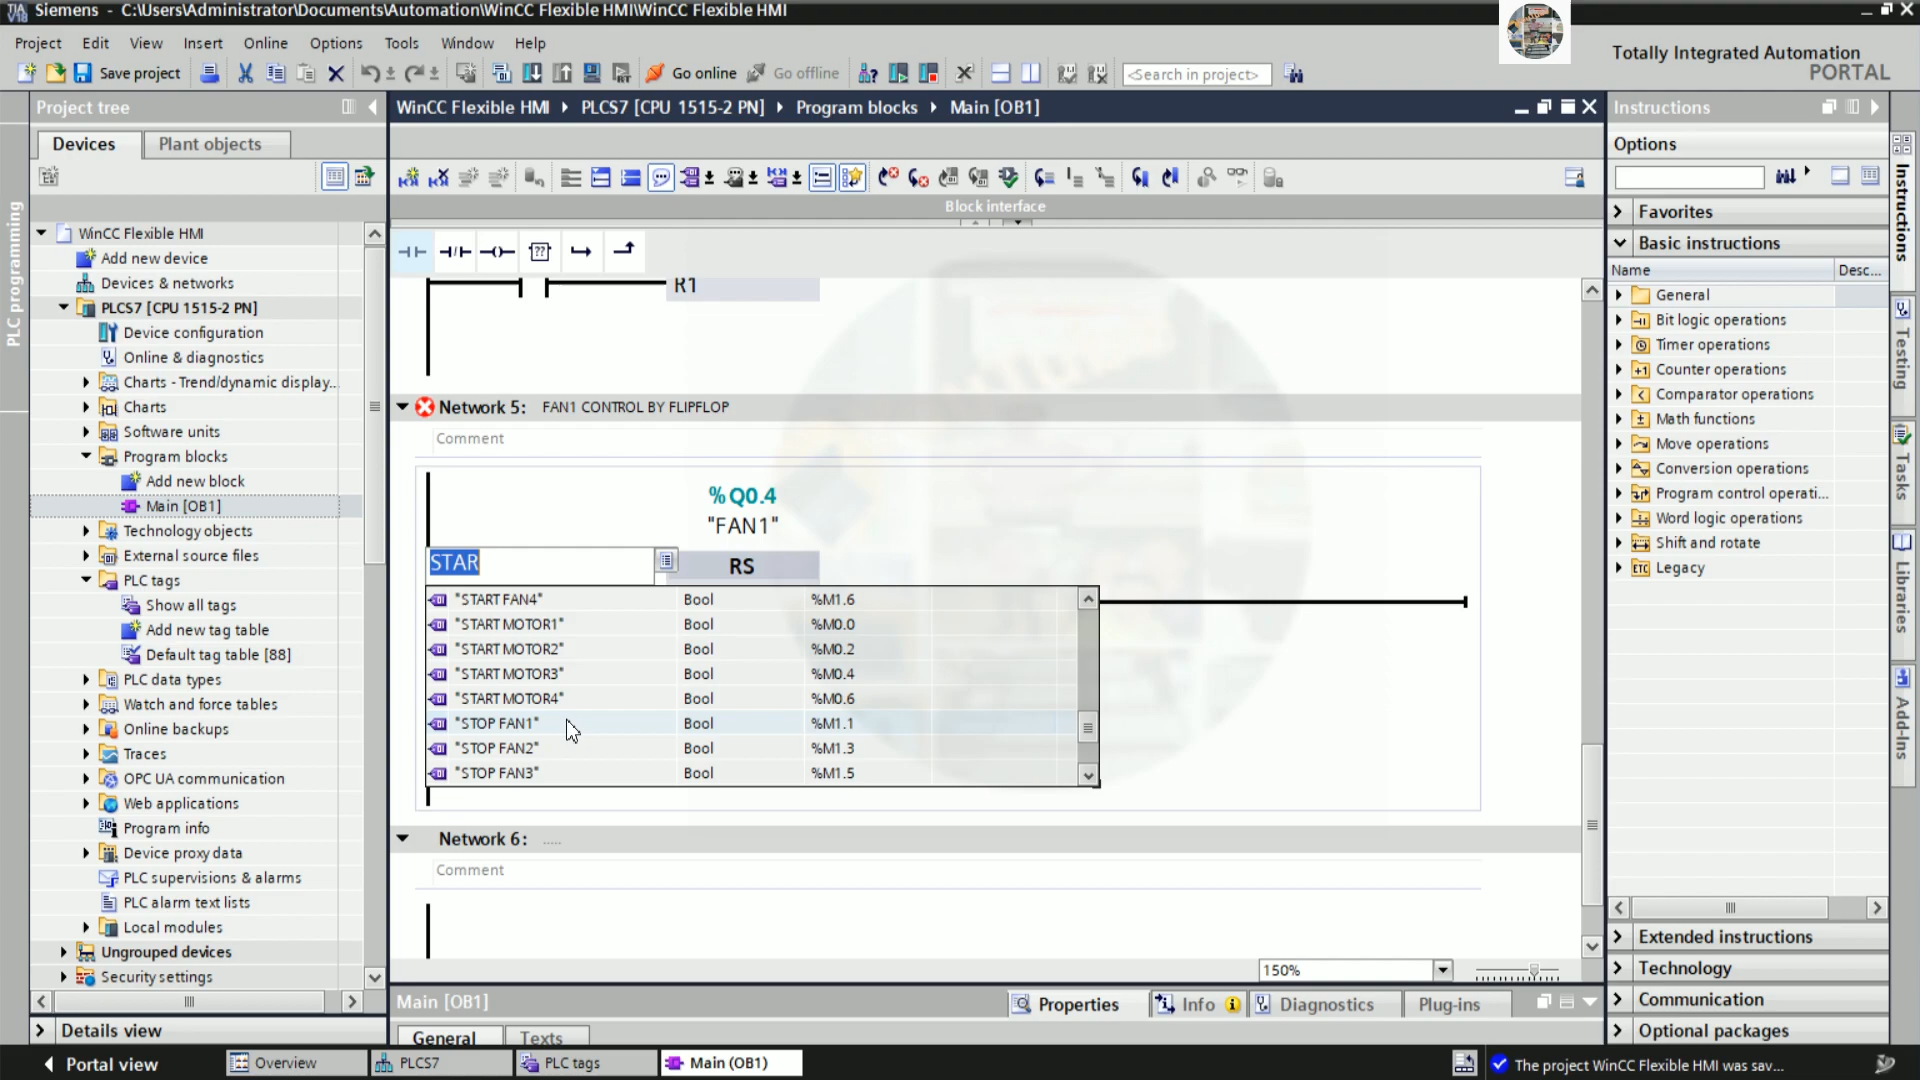 Siemens - C:\Users\Administrator\Documents\Automation\WinCC Flexible HMI\WinCC Flexible HMI
Project Edit View Insert Online Options Tools Window Help
Totally Integrated Automation
PORTAL
Save project
Go online
Go offline
<Search in project>
Project tree
WinCC Flexible HMI PLCS7 [CPU 1515-2 PN] Program blocks Main [OB1]
Instructions
Devices
Plant objects
Options
Block interface
PLC programming
WinCC Flexible HMI
Add new device
Devices & networks
PLCS7 [CPU 1515-2 PN]
Device configuration
Online & diagnostics
Charts - Trend/dynamic display...
Charts
Software units
Program blocks
Add new block
Main [OB1]
Technology objects
External source files
PLC tags
Show all tags
Add new tag table
Default tag table [88]
PLC data types
Watch and force tables
Online backups
Traces
OPC UA communication
Web applications
Program info
Device proxy data
PLC supervisions & alarms
PLC alarm text lists
Local modules
Ungrouped devices
Security settings
Details view
R1
Network 5: FAN1 CONTROL BY FLIPFLOP
Comment
%Q0.4
"FAN1"
STAR
RS
"START FAN4" Bool %M1.6
"START MOTOR1" Bool %M0.0
"START MOTOR2" Bool %M0.2
"START MOTOR3" Bool %M0.4
"START MOTOR4" Bool %M0.6
"STOP FAN1" Bool %M1.1
"STOP FAN2" Bool %M1.3
"STOP FAN3" Bool %M1.5
Network 6: .....
Comment
150%
Main [OB1]
Properties
Info
Diagnostics
Plug-ins
General
Texts
Favorites
Basic instructions
Name Desc...
General
Bit logic operations
Timer operations
Counter operations
Comparator operations
Math functions
Move operations
Conversion operations
Program control operati...
Word logic operations
Shift and rotate
Legacy
Extended instructions
Technology
Communication
Optional packages
Instructions
Testing
Tasks
Libraries
Add-Ins
Portal view
Overview
PLCS7
PLC tags
Main (OB1)
The project WinCC Flexible HMI was sav...